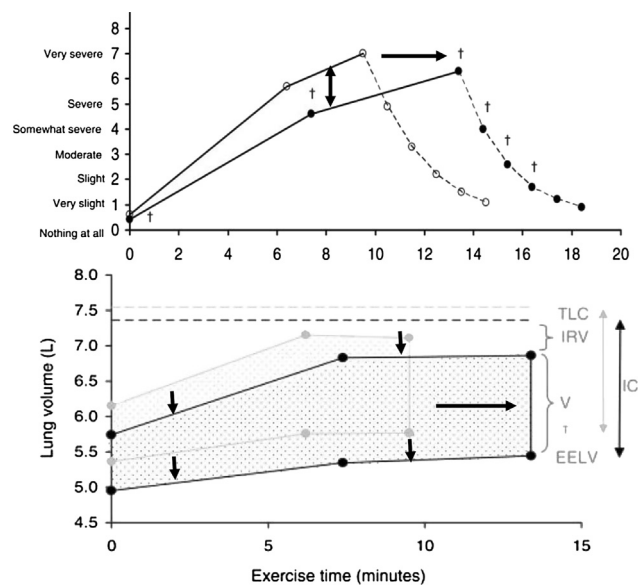 8
Very severe 7
†
6
†
Severe 5
†
Somewhat severe 4
†
Moderate 3
†
Slight 2
Very slight 1
†
Nothing at all 0
0 2 4 6 8 10 12 14 16 18 20
8.0
7.5
TLC
IRV
7.0
6.5
IC
6.0
V
T
5.5
EELV
5.0
4.5
0 5 10 15
Lung volume (L)
Exercise time (minutes)